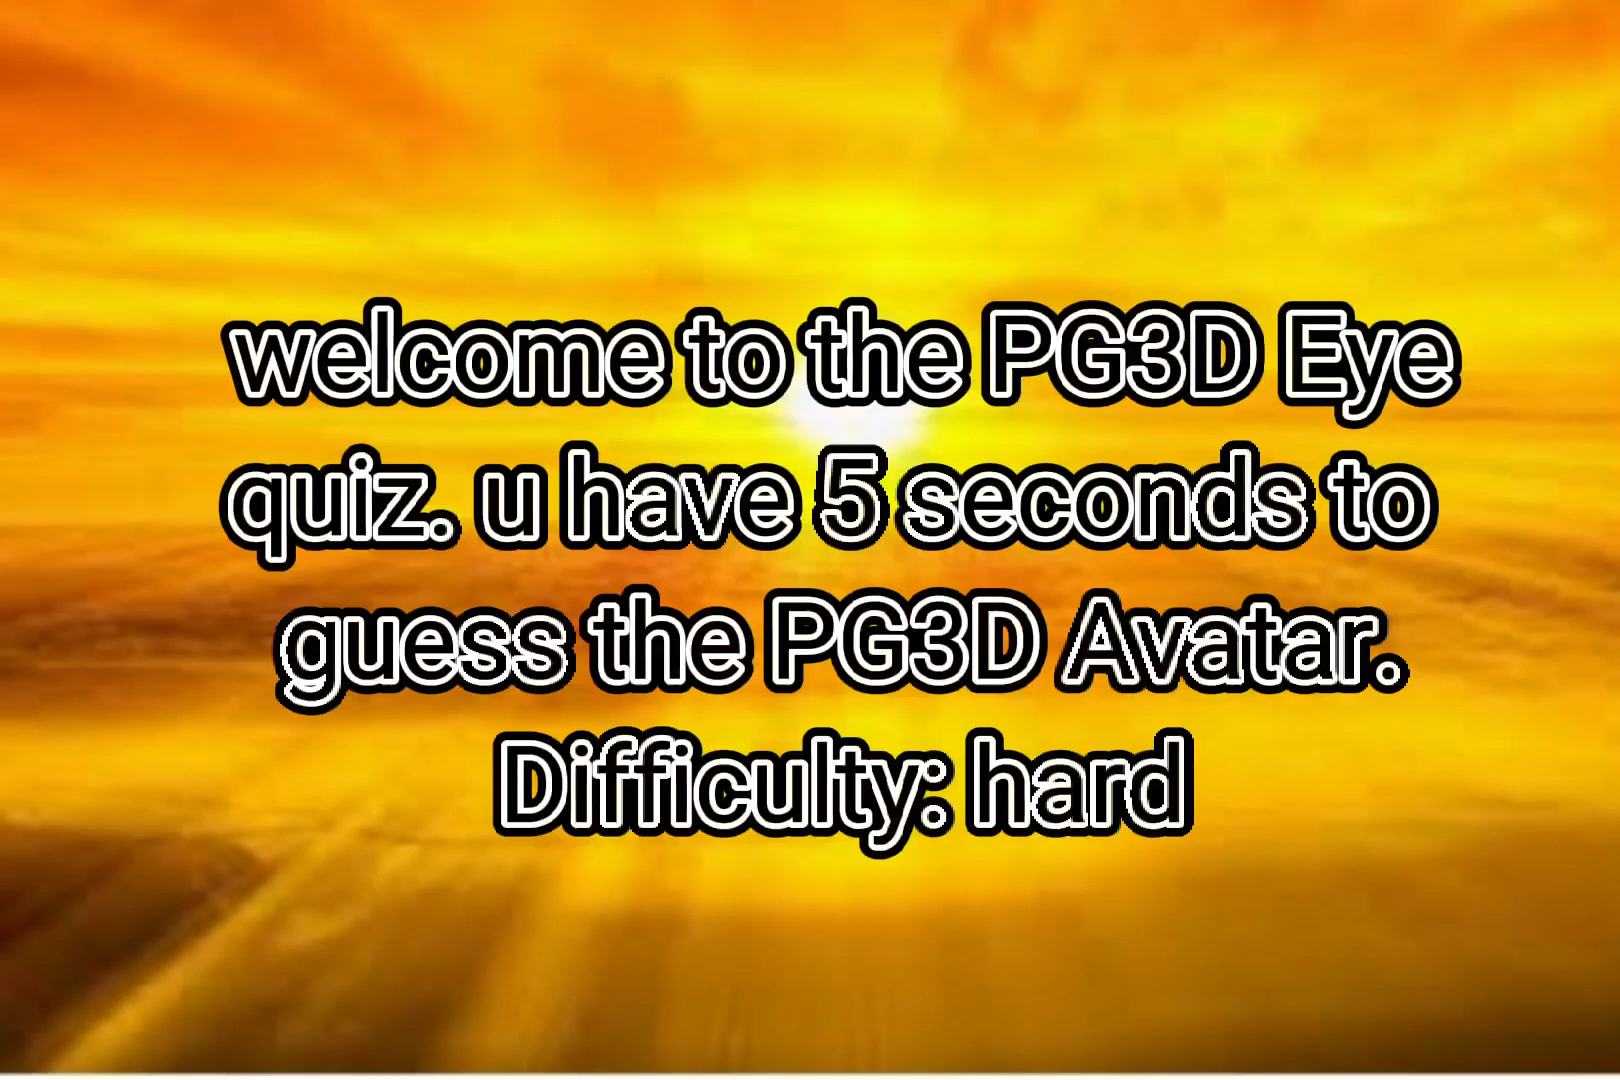 welcome to the PG3D Eye
quiz. u have 5 seconds to
guess the PG3D Avatar.
Difficulty: hard